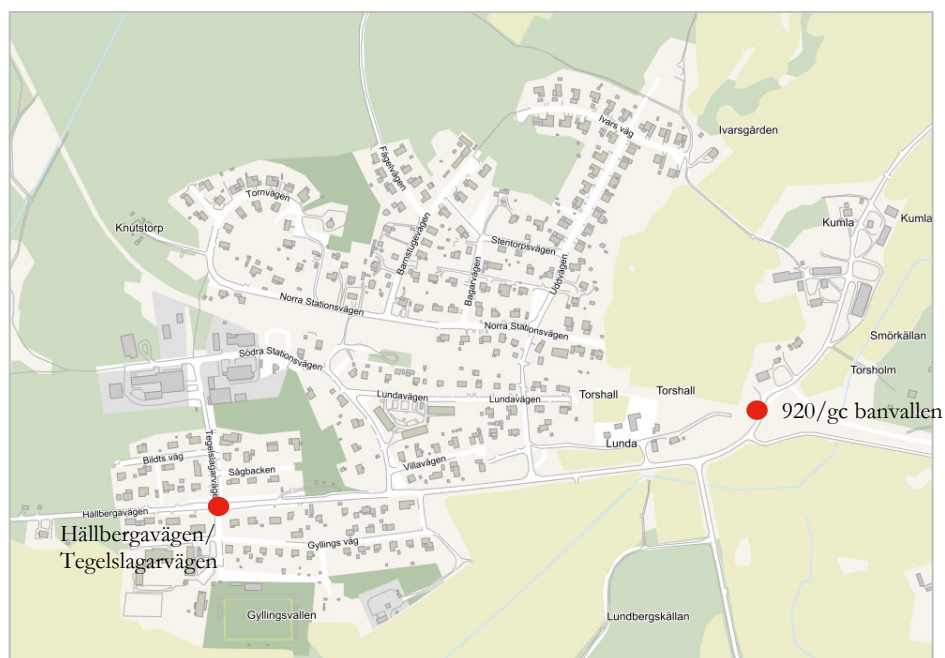 Ivars väg
Ivarsgården
Fågelvägen
Tornvägen
Knutstorp
Barnstugevägen
Stentorpsvägen
Bagarvägen
Udövägen
Kumla
Kumla
Norra Stationsvägen
Norra Stationsvägen
Smörkällan
Södra Stationsvägen
Torsholm
Lundavägen
Lundavägen
Torshall
Torshall
920/gc banvallen
Tegelslagarvägen
Lunda
Bildts väg
Sågbacken
Villavägen
Hällbergavägen
Hällbergavägen/
Tegelslagarvägen
Gyllings väg
Gyllingsvallen
Lundbergskällan